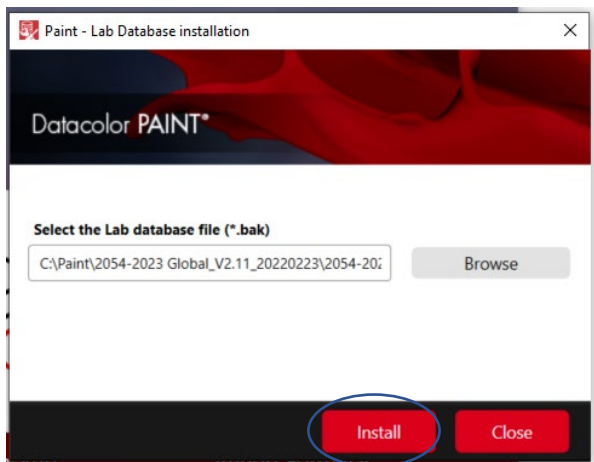 Paint - Lab Database installation
Datacolor PAINT®
Select the Lab database file (*.bak)
C:\Paint\2054-2023 Global_V2.11_20220223\2054-202
Browse
Install
Close